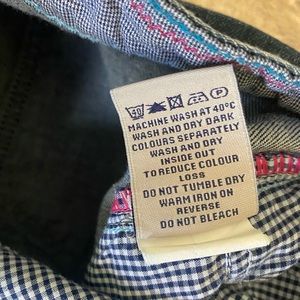 40 P
MACHINE WASH AT 40°C
WASH AND DRY DARK
COLOURS SEPARATELY
WASH AND DRY
INSIDE OUT
TO REDUCE COLOUR
LOSS
DO NOT TUMBLE DRY
WARM IRON ON
REVERSE
DO NOT BLEACH